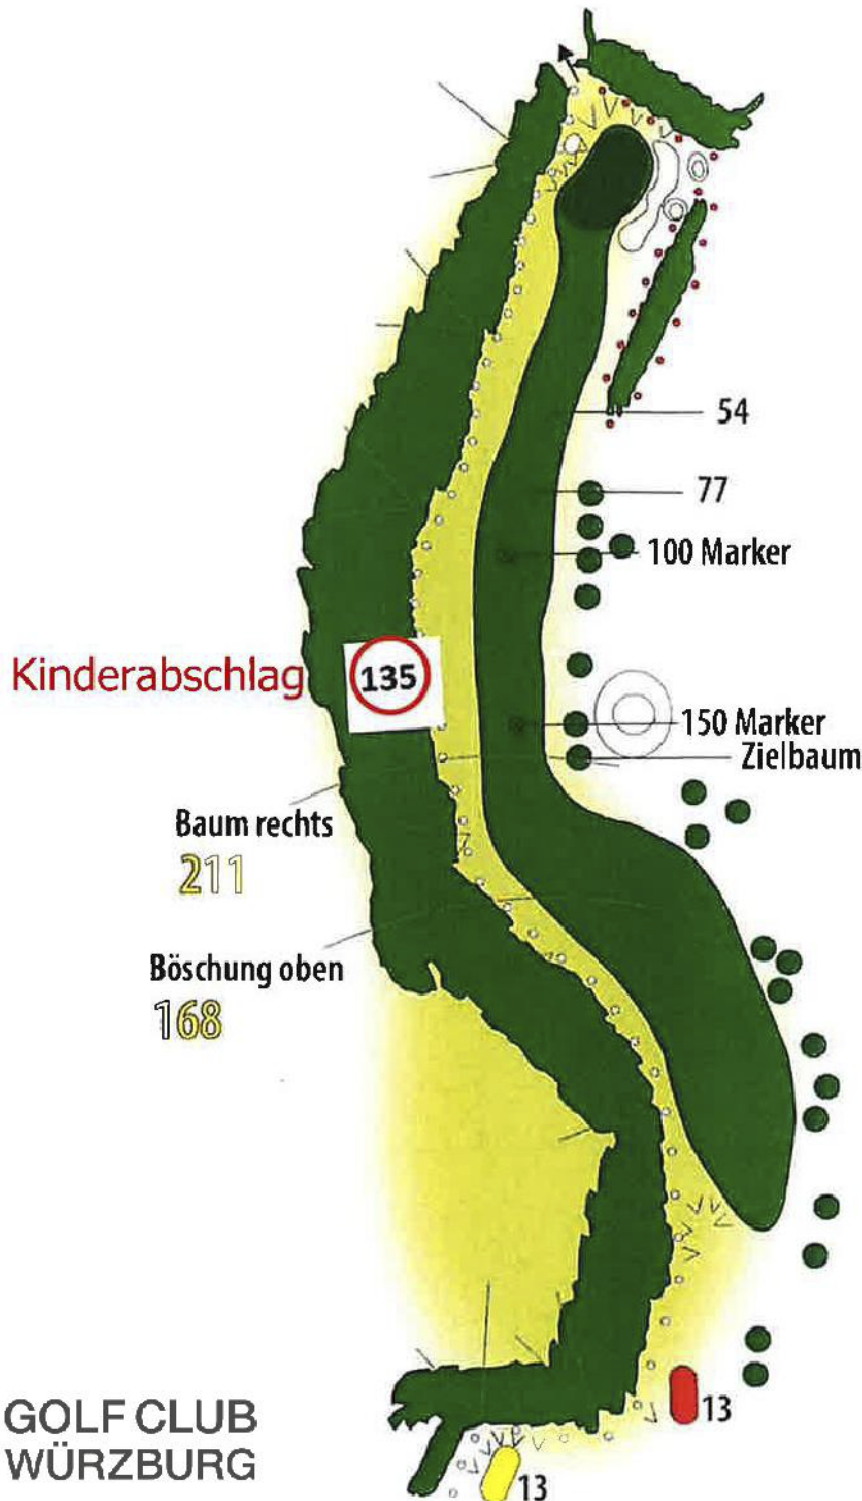 54
77
100 Marker
Kinderabschlag
135
150 Marker
Zielbaum
Baum rechts
211
Böschung oben
168
GOLF CLUB
WÜRZBURG
13
13